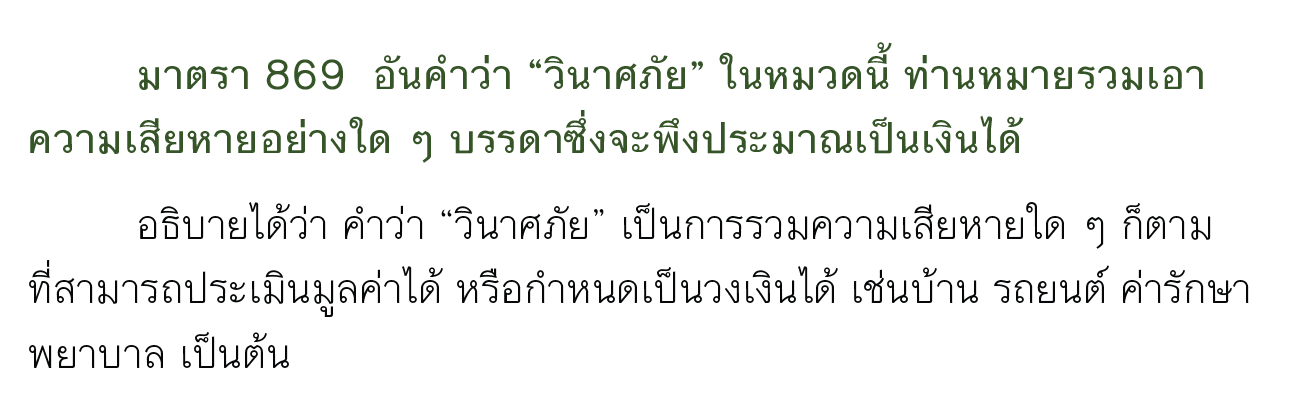 มาตรา 869 อันคำว่า “วินาศภัย” ในหมวดนี้ ท่านหมายรวมเอา
ความเสียหายอย่างใด ๆ บรรดาซึ่งจะพึงประมาณเป็นเงินได้
อธิบายได้ว่า คำว่า “วินาศภัย” เป็นการรวมความเสียหายใด ๆ ก็ตาม
ที่สามารถประเมินมูลค่าได้ หรือกำหนดเป็นวงเงินได้ เช่นบ้าน รถยนต์ ค่ารักษา
พยาบาล เป็นต้น